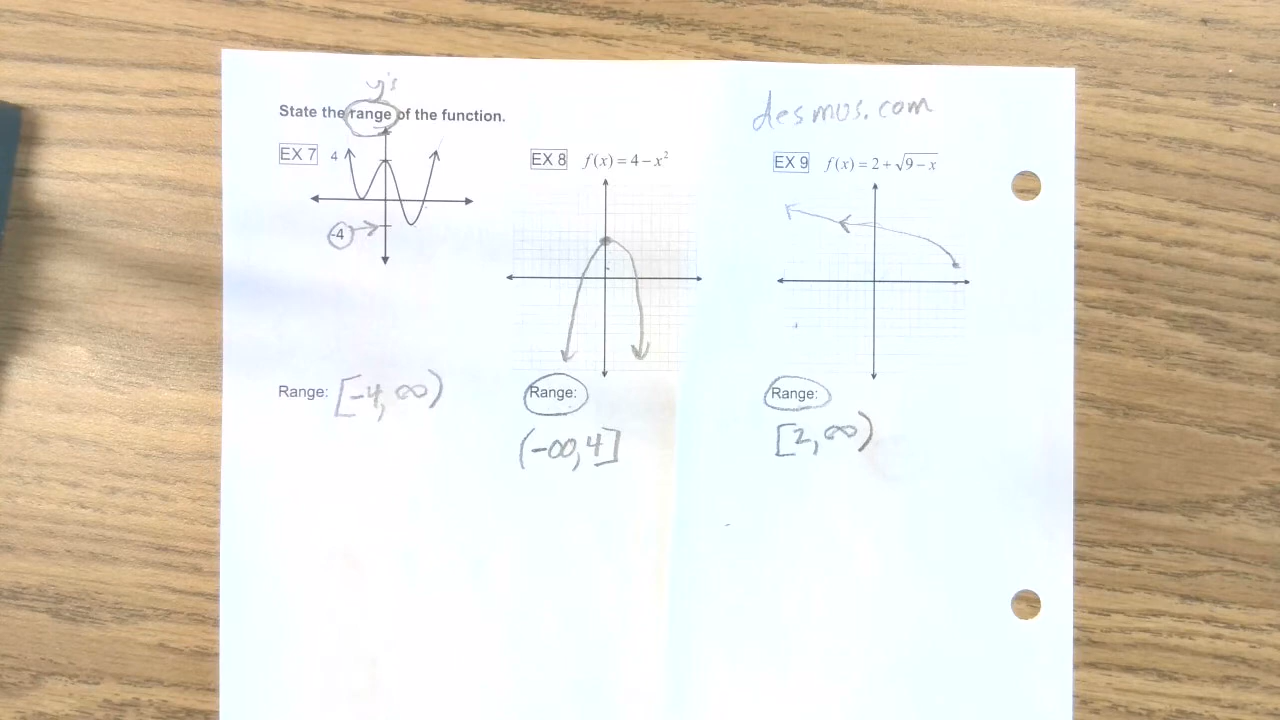 y's
State the range of the function.
desmos.com
EX 7
4
-4
Range: [-4, ∞)
EX 8 f(x) = 4 − x²
Range:
(-∞, 4]
EX 9 f(x) = 2 + √9 − x
Range:
[2, ∞)